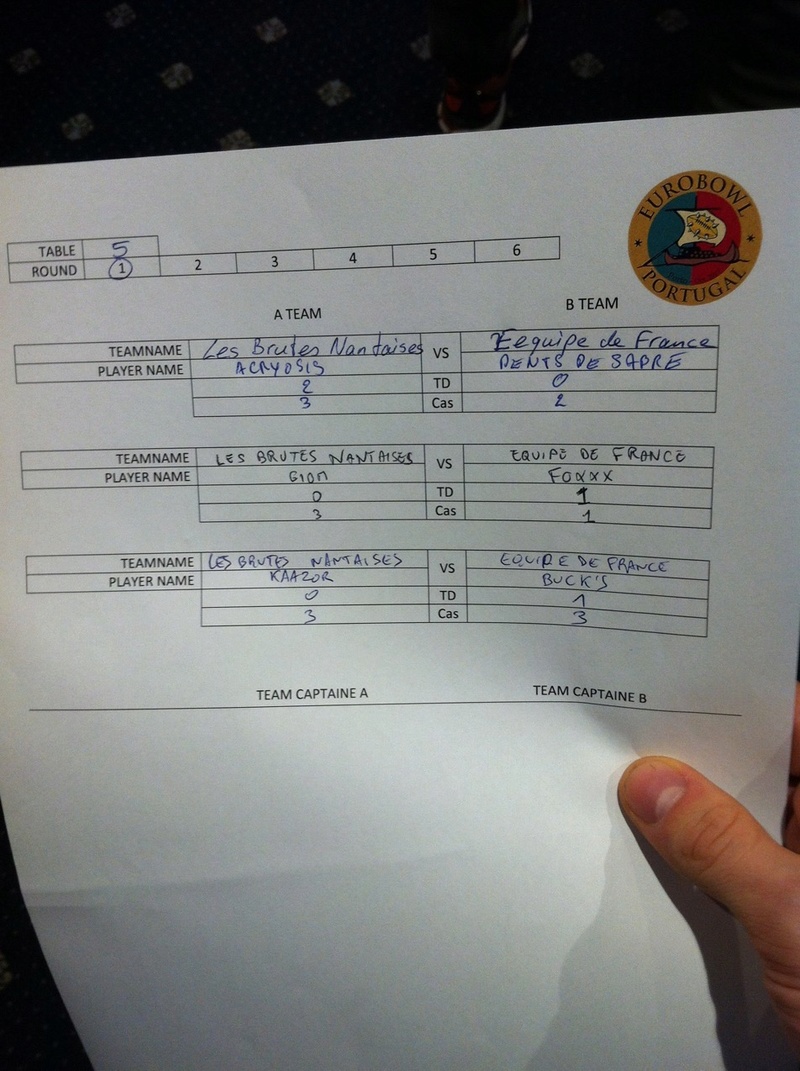 EUROBOWL
PORTUGAL
TABLE 5
ROUND 1 2 3 4 5 6
A TEAM B TEAM
TEAMNAME Les Brutes Nantaises VS Eequipe de France
PLAYER NAME ACRYOSIS DENTS DE SABRE
2 TD 0
3 Cas 2
TEAMNAME LES BRUTES NANTAISES VS EQUIPE DE FRANCE
PLAYER NAME GION FOXXX
0 TD 1
3 Cas 1
TEAMNAME LES BRUTES NANTAISES VS EQUIPE DE FRANCE
PLAYER NAME KAAZOR BUCK'S
0 TD 1
3 Cas 3
TEAM CAPTAINE A TEAM CAPTAINE B